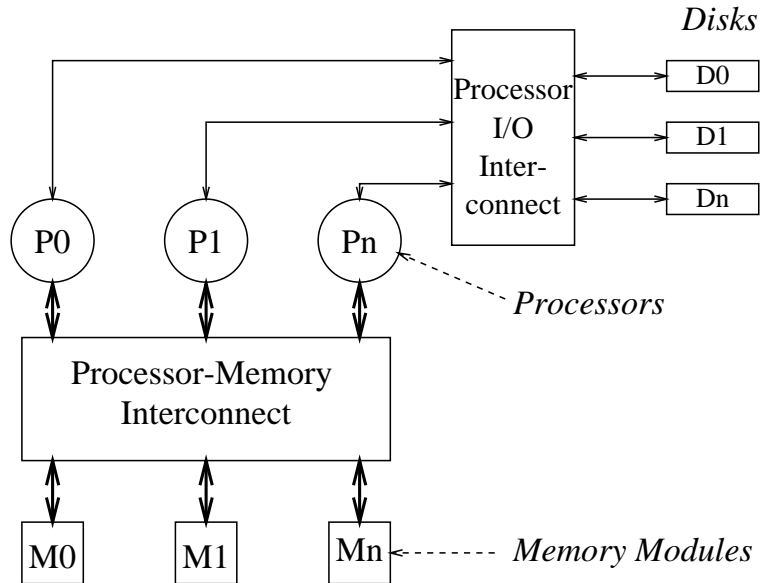 Disks
Processor
I/O
Inter-
connect
D0
D1
Dn
P0
P1
Pn
Processors
Processor-Memory
Interconnect
M0
M1
Mn
Memory Modules